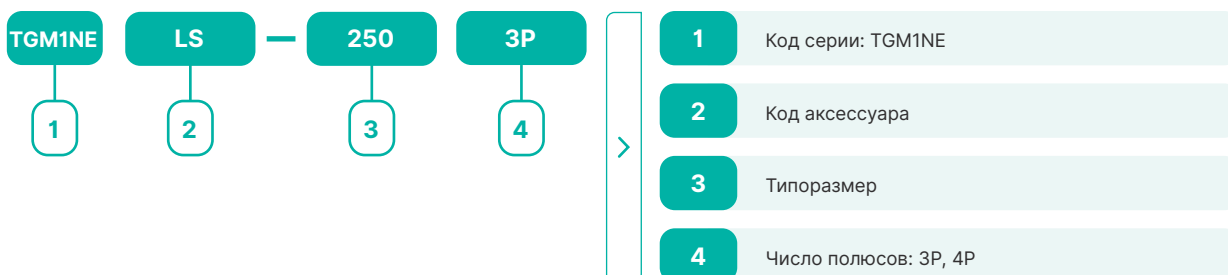 TGM1NE LS — 250 3P
1 2 3 4
1 Код серии: TGM1NE
2 Код аксессуара
3 Типоразмер
4 Число полюсов: 3P, 4P